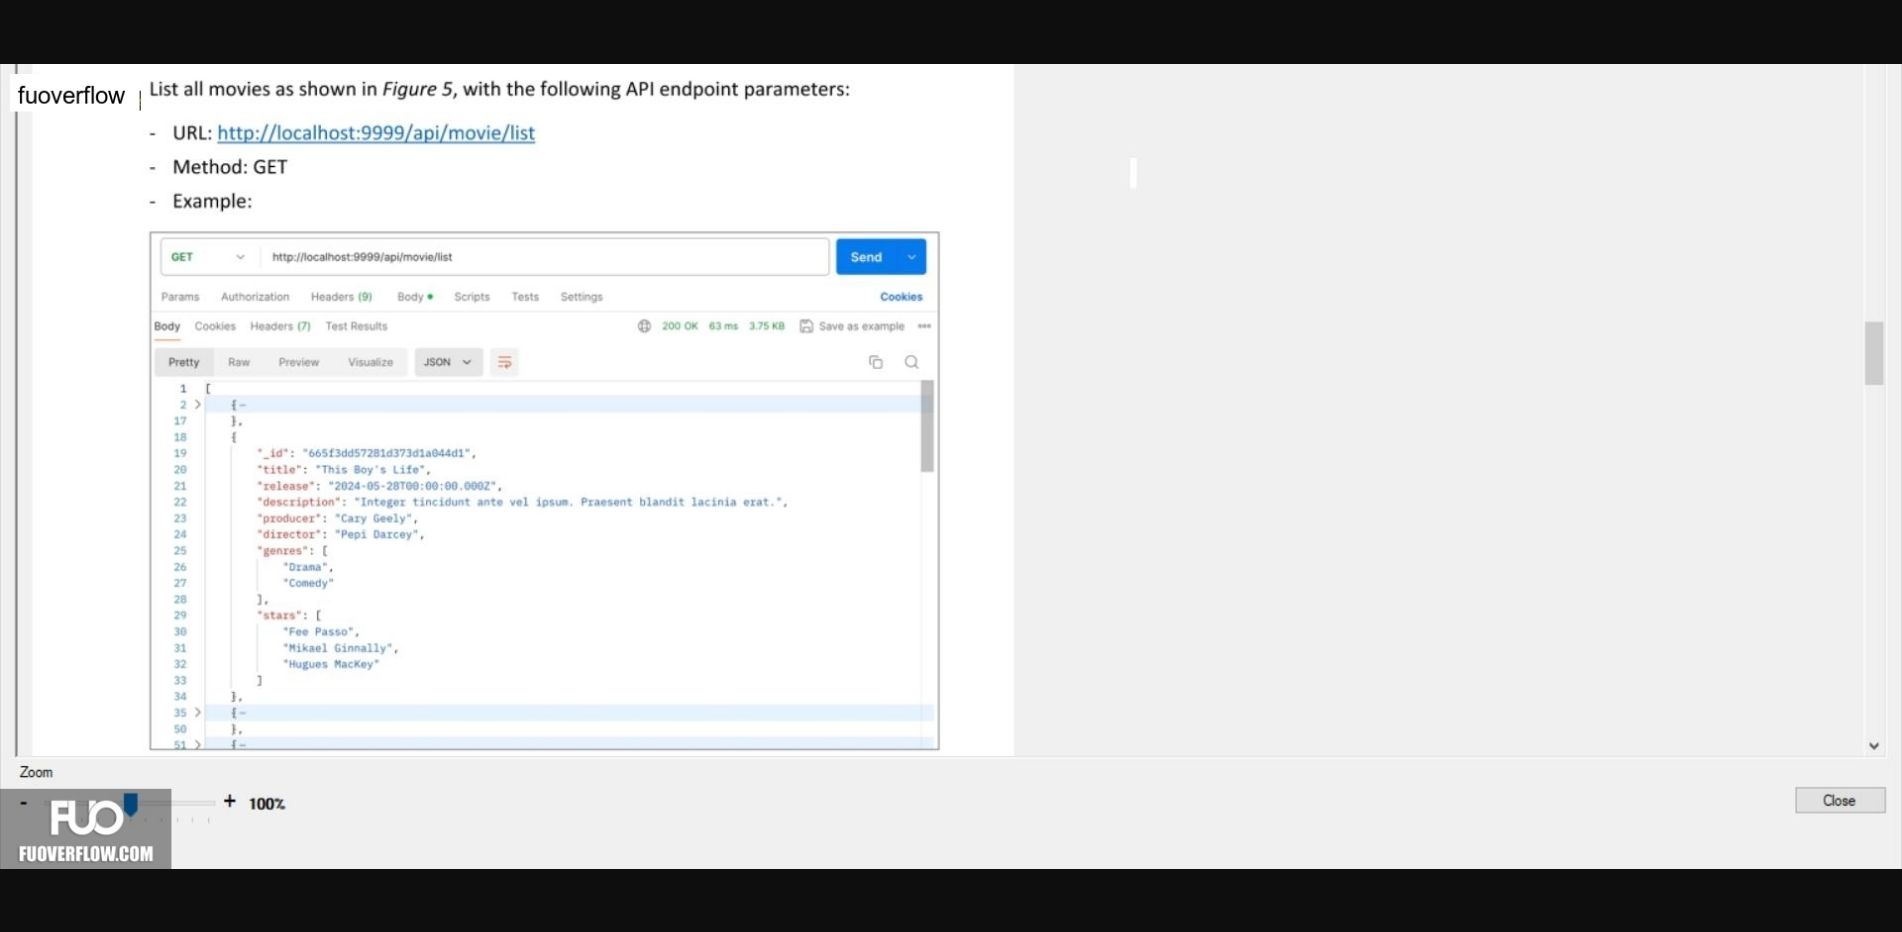 fuoverflow
List all movies as shown in Figure 5, with the following API endpoint parameters:
- URL: http://localhost:9999/api/movie/list
- Method: GET
- Example:
GET http://localhost:9999/api/movie/list Send
Params Authorization Headers (9) Body Scripts Tests Settings Cookies
Body Cookies Headers (7) Test Results 200 OK 63 ms 3.75 KB Save as example
Pretty Raw Preview Visualize JSON
1 [
2 > {–
17 },
18 {
19 "_id": "665f3dd57281d373d1a044d1",
20 "title": "This Boy's Life",
21 "release": "2024-05-28T00:00:00.000Z",
22 "description": "Integer tincidunt ante vel ipsum. Praesent blandit lacinia erat.",
23 "producer": "Cary Geely",
24 "director": "Pepi Darcey",
25 "genres": [
26 "Drama",
27 "Comedy"
28 ],
29 "stars": [
30 "Fee Passo",
31 "Mikael Ginnally",
32 "Hugues MacKey"
33 ]
34 },
35 > {–
50 },
51 > {–
Zoom
- + 100%
Close
FUO
FUOVERFLOW.COM